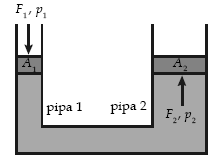 F₁, p₁
A₁ A₂
pipa 1 pipa 2
F₂, p₂